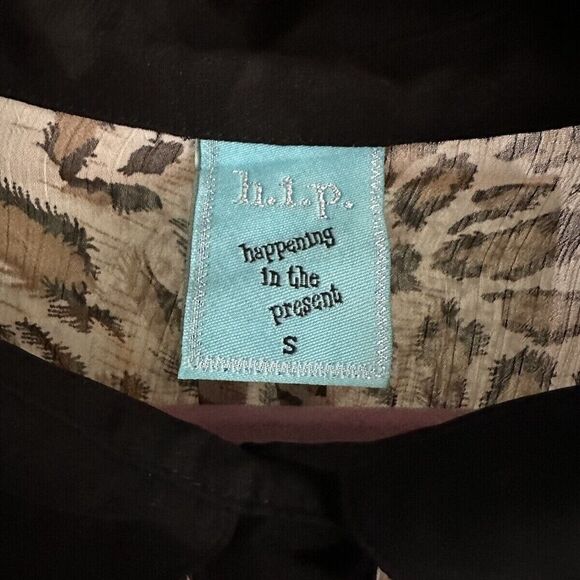 h.i.p.
happening
in the
present
S